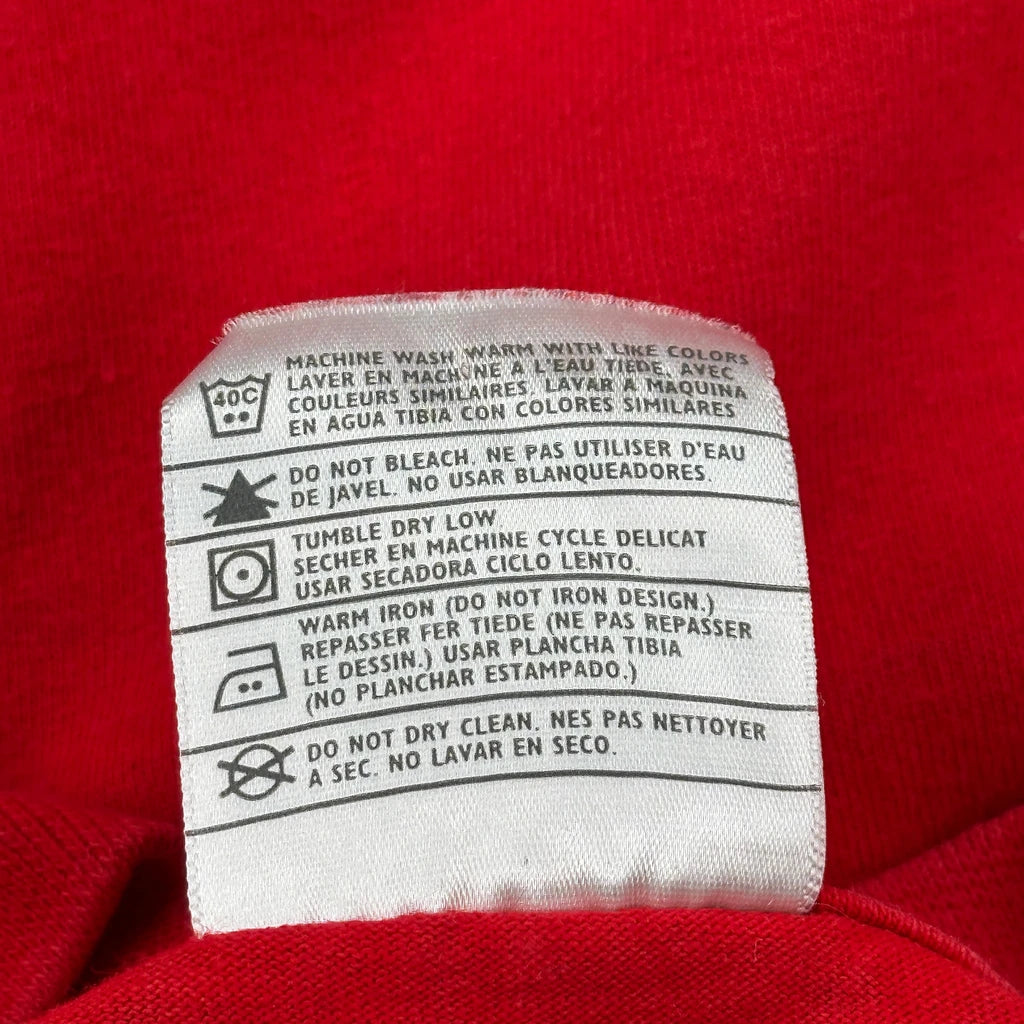 40C
MACHINE WASH WARM WITH LIKE COLORS
LAVER EN MACHINE A L'EAU TIEDE, AVEC
COULEURS SIMILAIRES. LAVAR A MAQUINA
EN AGUA TIBIA CON COLORES SIMILARES
DO NOT BLEACH. NE PAS UTILISER D'EAU
DE JAVEL. NO USAR BLANQUEADORES.
TUMBLE DRY LOW
SECHER EN MACHINE CYCLE DELICAT
USAR SECADORA CICLO LENTO.
WARM IRON (DO NOT IRON DESIGN.)
REPASSER FER TIEDE (NE PAS REPASSER
LE DESSIN.) USAR PLANCHA TIBIA
(NO PLANCHAR ESTAMPADO.)
DO NOT DRY CLEAN. NES PAS NETTOYER
A SEC. NO LAVAR EN SECO.